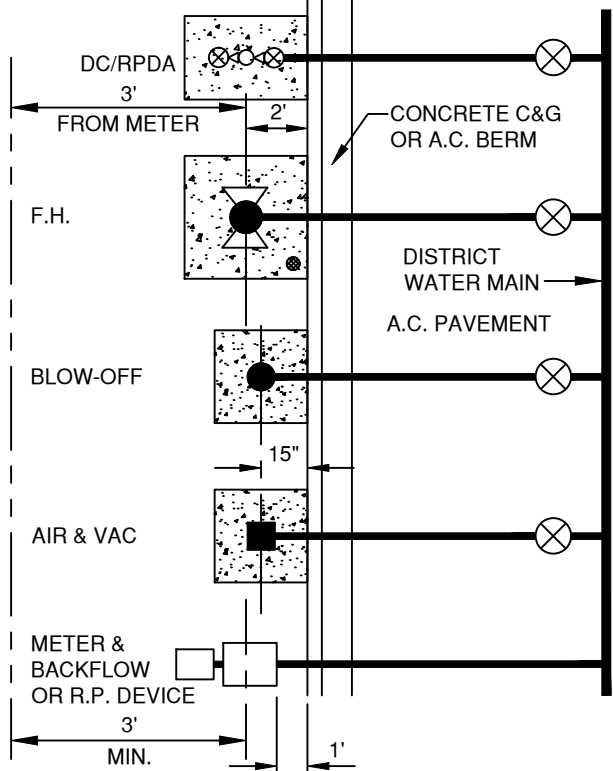 DC/RPDA
3'
FROM METER
2'
CONCRETE C&G
OR A.C. BERM
F.H.
DISTRICT
WATER MAIN
A.C. PAVEMENT
BLOW-OFF
15"
AIR & VAC
METER &
BACKFLOW
OR R.P. DEVICE
3'
MIN.
1'